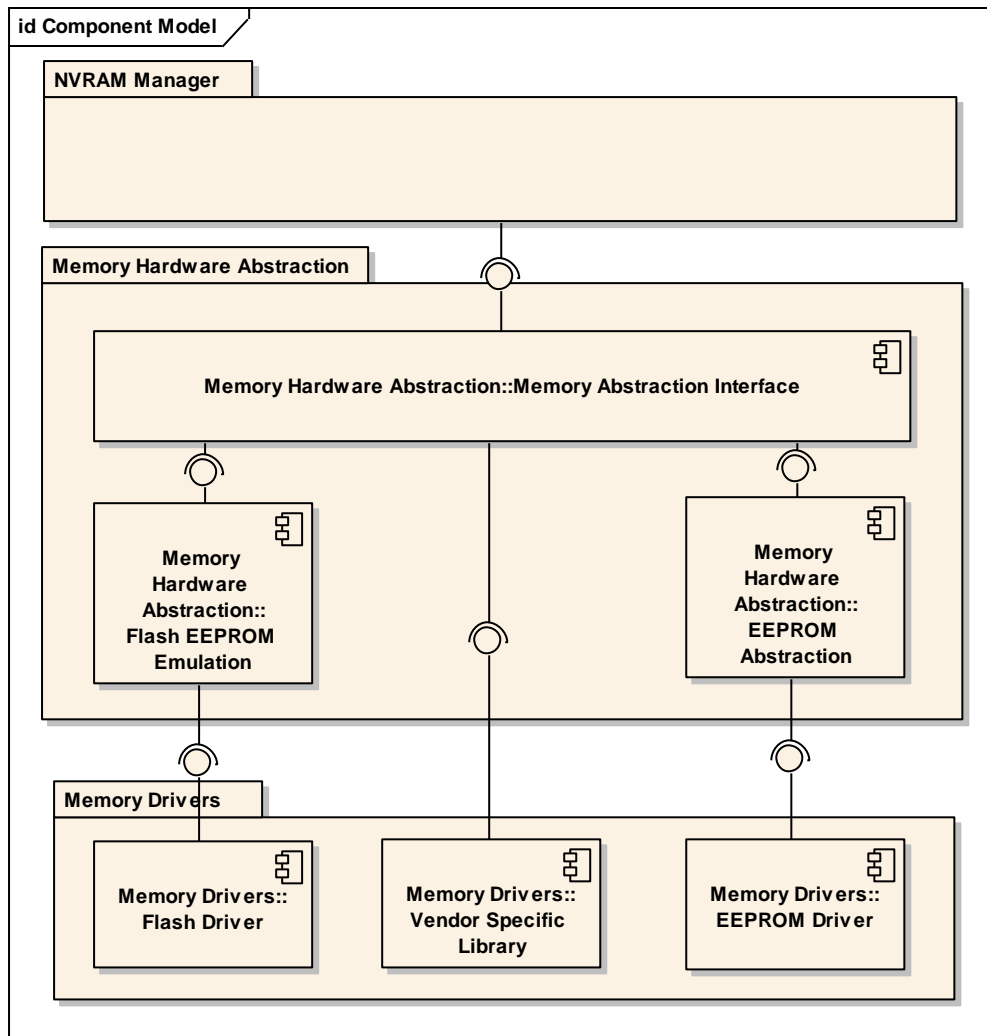 id Component Model
NVRAM Manager
Memory Hardware Abstraction
Memory Hardware Abstraction::Memory Abstraction Interface
Memory
Hardware
Abstraction::
Flash EEPROM
Emulation
Memory
Hardware
Abstraction::
EEPROM
Abstraction
Memory Drivers
Memory Drivers::
Flash Driver
Memory Drivers::
Vendor Specific
Library
Memory Drivers::
EEPROM Driver